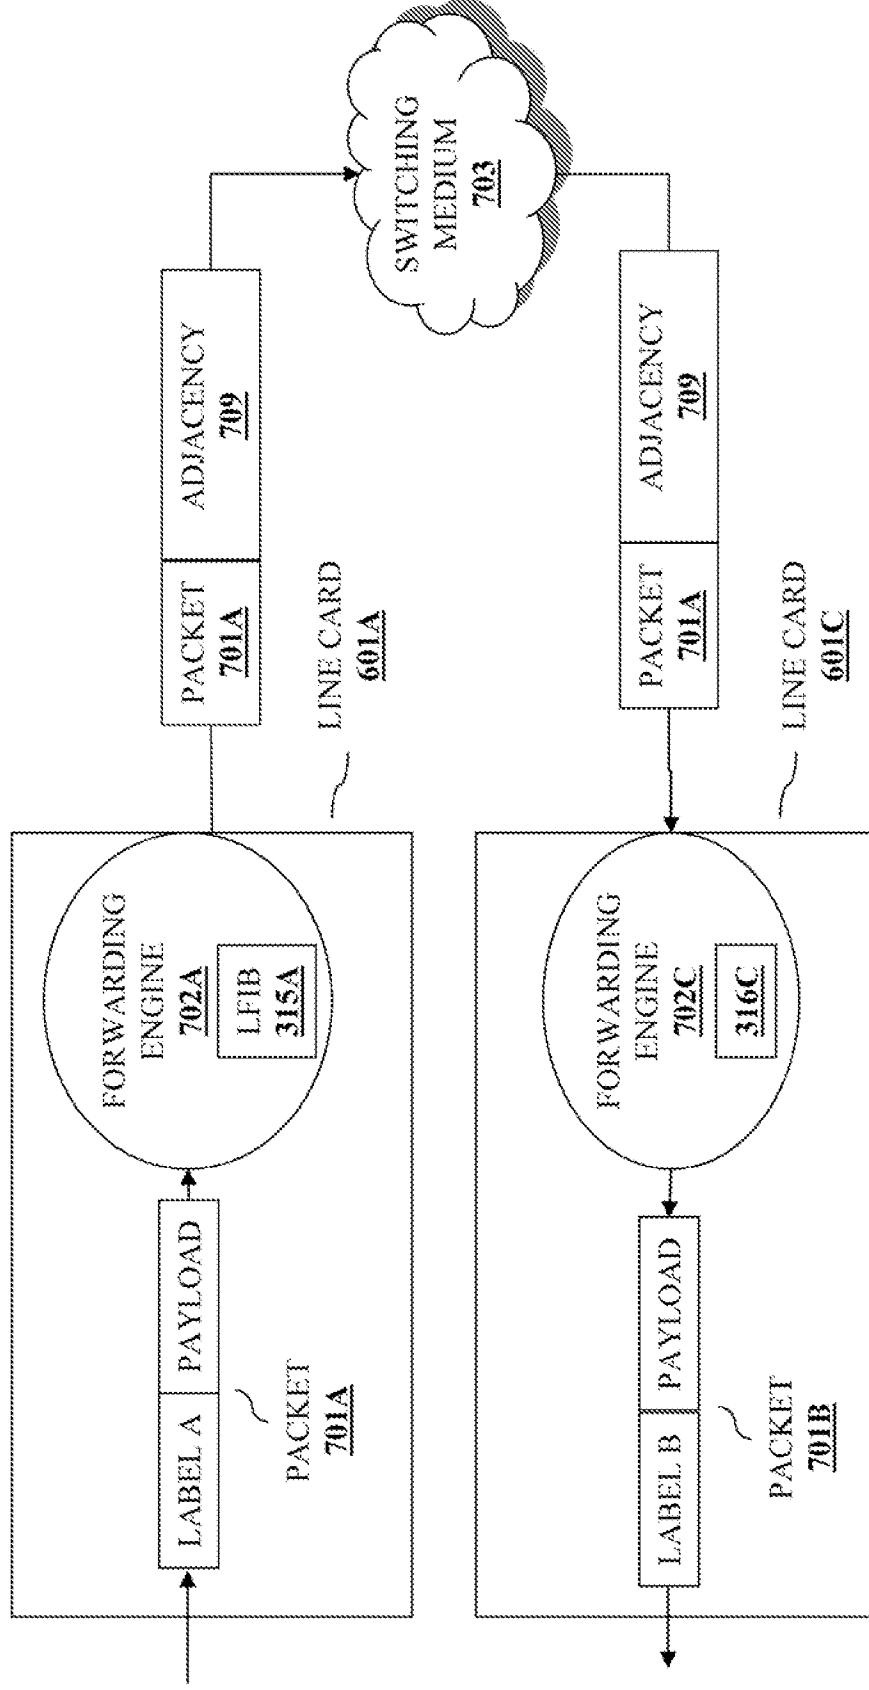 LABEL A
PAYLOAD
PACKET
701A
FORWARDING
ENGINE
702A
LFIB
315A
LINE CARD
601A
PACKET
701A
ADJACENCY
709
SWITCHING
MEDIUM
703
LABEL B
PAYLOAD
PACKET
701B
FORWARDING
ENGINE
702C
316C
LINE CARD
601C
PACKET
701A
ADJACENCY
709